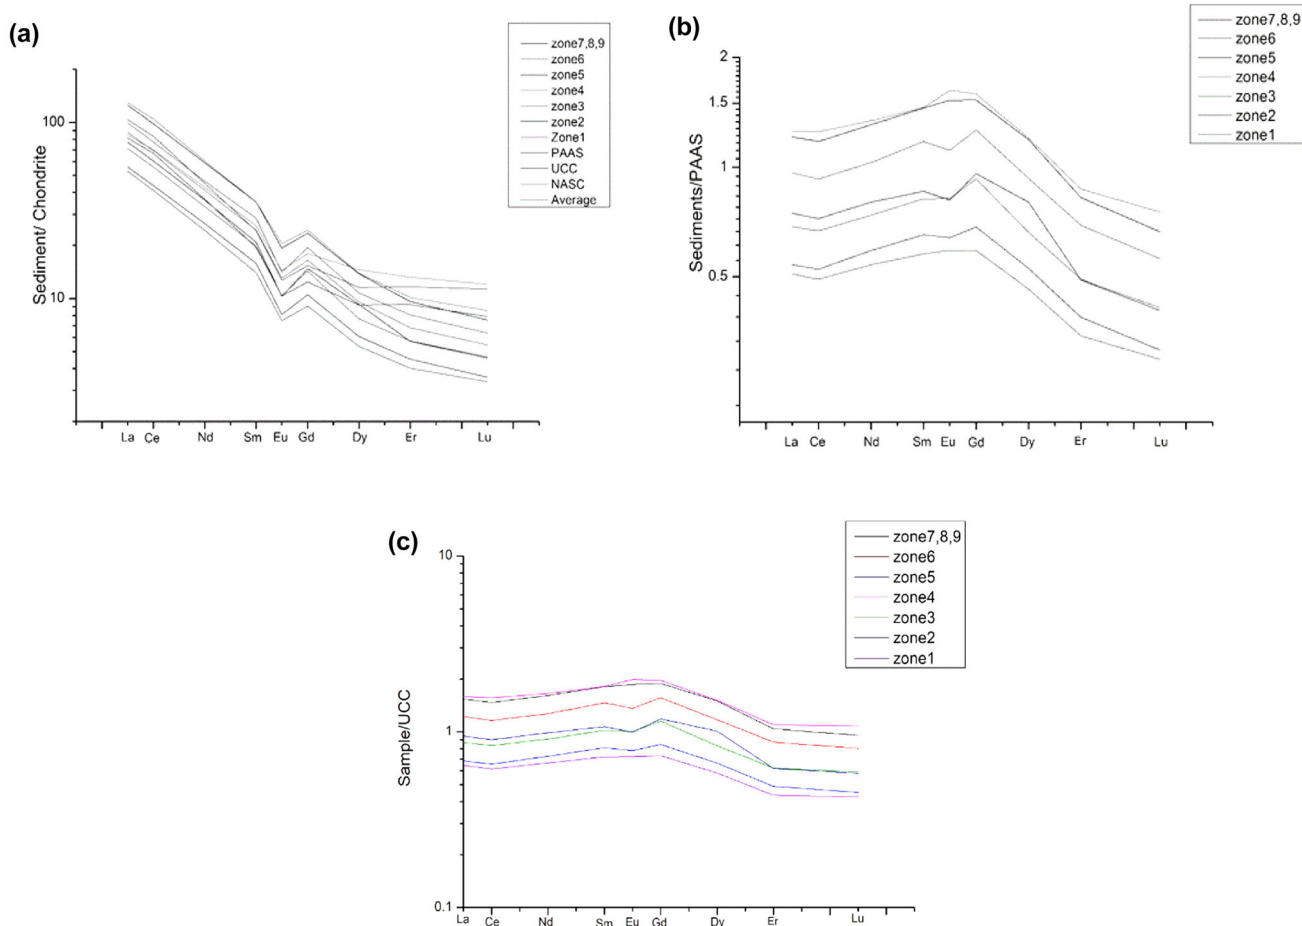 (a)
zone7,8,9
zone6
zone5
zone4
zone3
zone2
Zone1
PAAS
UCC
NASC
Average
100
10
Sediment/ Chondrite
La Ce Nd Sm Eu Gd Dy Er Lu
(b)
zone7,8,9
zone6
zone5
zone4
zone3
zone2
zone1
2
1.5
1
0.5
Sediments/PAAS
La Ce Nd Sm Eu Gd Dy Er Lu
(c)
zone7,8,9
zone6
zone5
zone4
zone3
zone2
zone1
10
1
0.1
Sample/UCC
La Ce Nd Sm Eu Gd Dy Er Lu